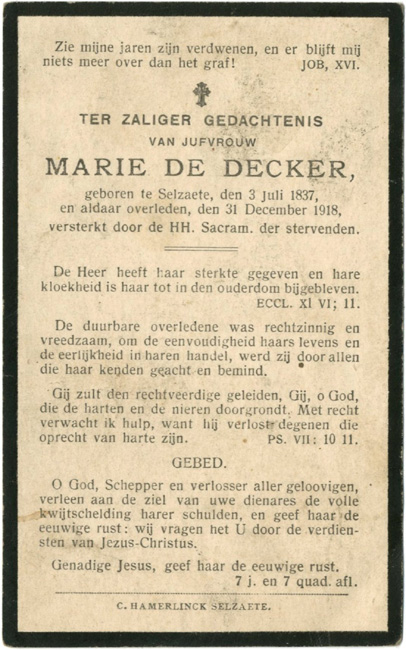 Zie mijne jaren zijn verdwenen, en er blijft mij
niets meer over dan het graf! JOB, XVI.
TER ZALIGER GEDACHTENIS
VAN JUFVROUW
MARIE DE DECKER,
geboren te Selzaete, den 3 Juli 1837,
en aldaar overleden, den 31 December 1918,
versterkt door de HH. Sacram. der stervenden.
De Heer heeft haar sterkte gegeven en hare
kloekheid is haar tot in den ouderdom bijgebleven.
ECCL. XI VI; 11.
De duurbare overledene was rechtzinnig en
vreedzaam, om de eenvoudigheid haars levens en
de eerlijkheid in haren handel, werd zij door allen
die haar kenden geacht en bemind.
Gij zult den rechtveerdige geleiden, Gij, o God,
die de harten en de nieren doorgrondt. Met recht
verwacht ik hulp, want hij verlost degenen die
oprecht van harte zijn. PS. VII: 10 11.
GEBED.
O God, Schepper en verlosser aller geloovigen,
verleen aan de ziel van uwe dienares de volle
kwijtschelding harer schulden, en geef haar de
eeuwige rust: wij vragen het U door de verdien-
sten van Jezus-Christus.
Genadige Jesus, geef haar de eeuwige rust.
7 j. en 7 quad. afl.
C. HAMERLINCK SELZAETE.